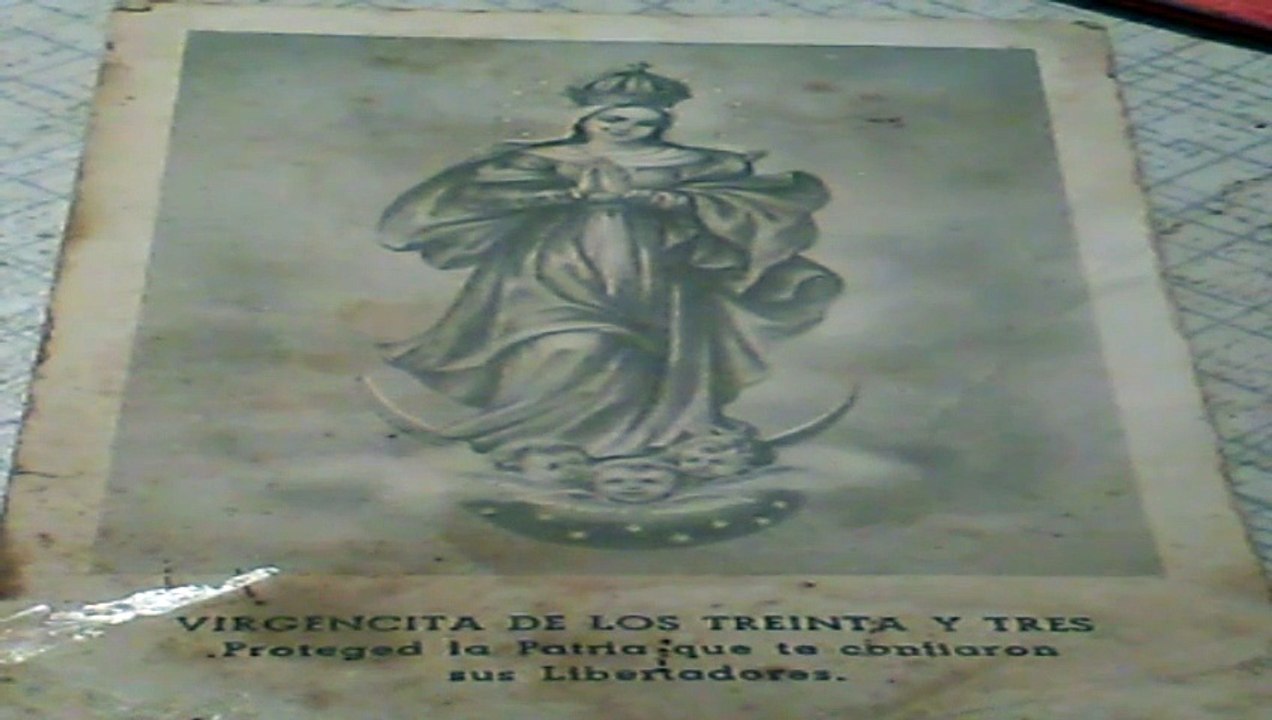 VIRGENCITA DE LOS TREINTA Y TRES
Proteged la Patria que te confiaron
sus Libertadores.